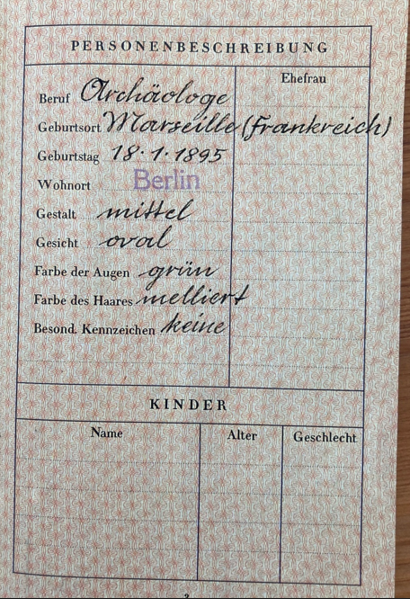 PERSONENBESCHREIBUNG
Ehefrau
Beruf Archäologe
Geburtsort Marseille (Frankreich)
Geburtstag 18.1.1895
Wohnort Berlin
Gestalt mittel
Gesicht oval
Farbe der Augen grün
Farbe des Haares melliert
Besond. Kennzeichen keine
KINDER
Name Alter Geschlecht